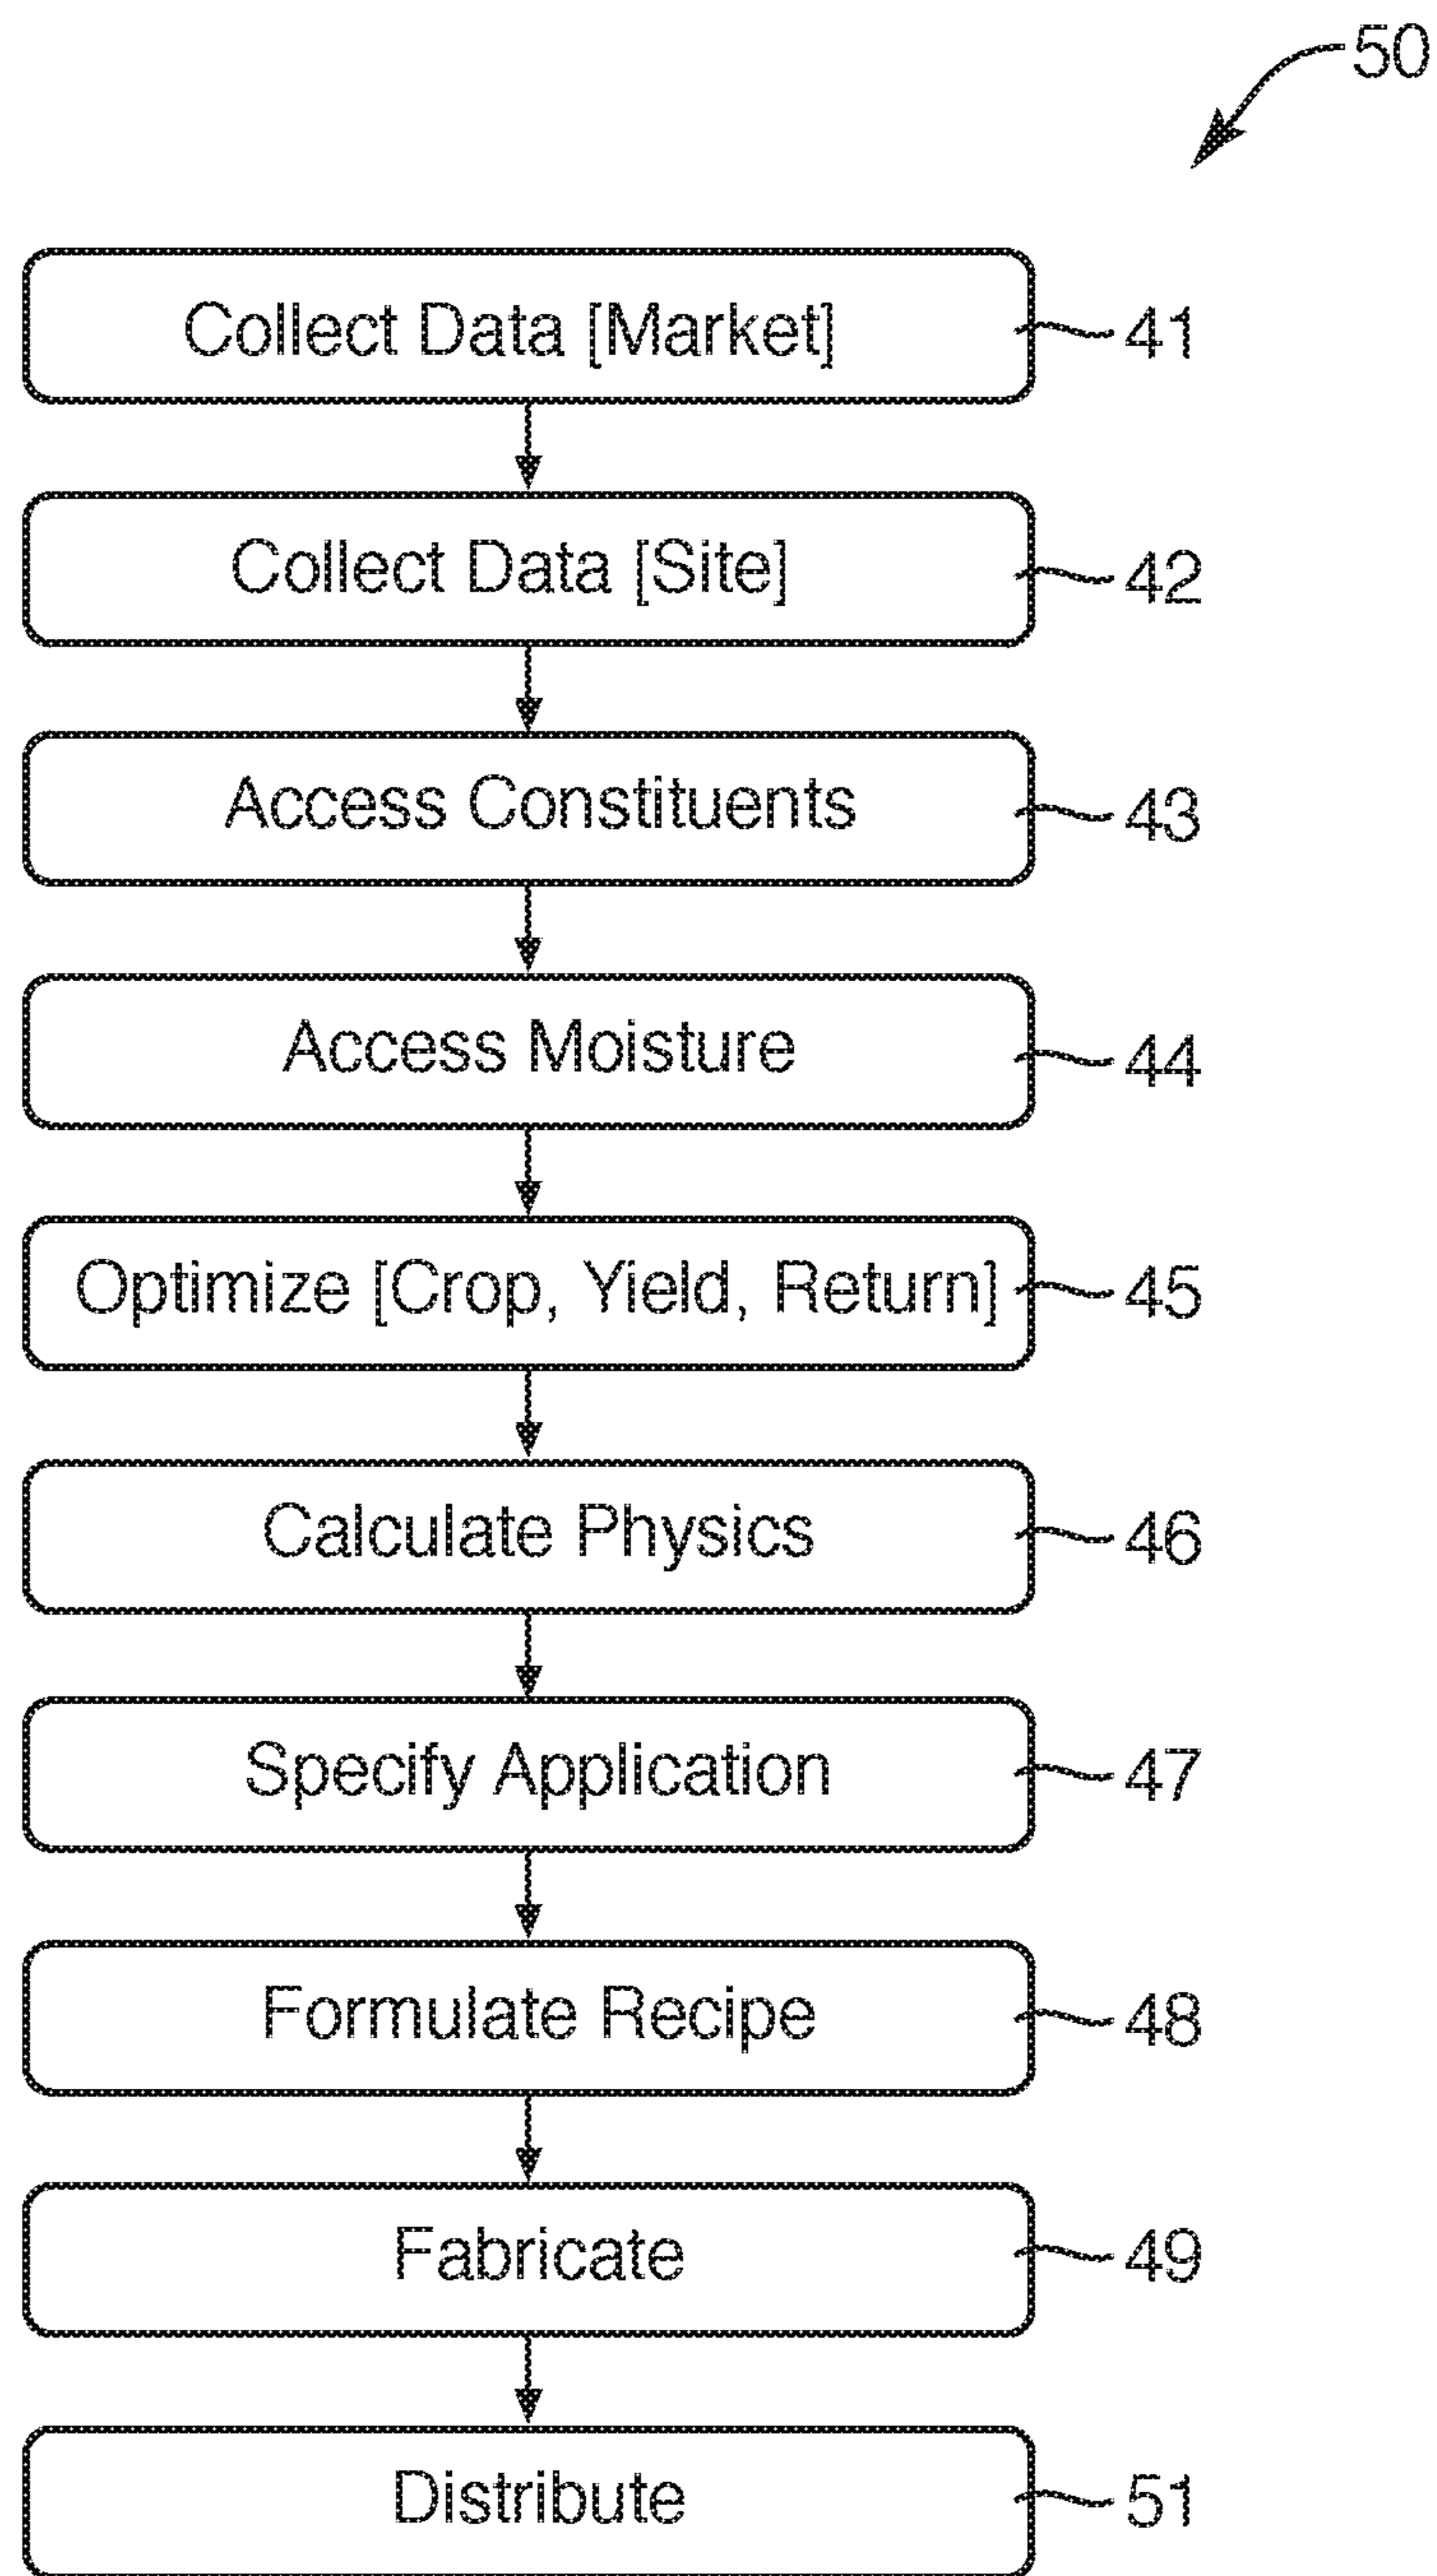 50
Collect Data [Market] 41
Collect Data [Site] 42
Access Constituents 43
Access Moisture 44
Optimize [Crop, Yield, Return] 45
Calculate Physics 46
Specify Application 47
Formulate Recipe 48
Fabricate 49
Distribute 51